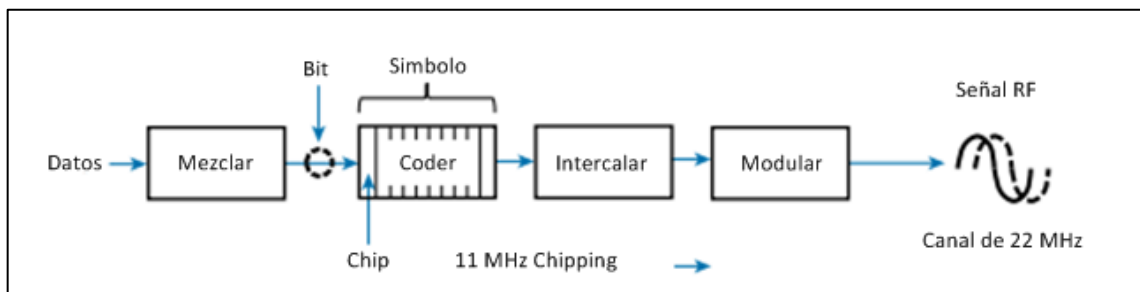 Bit
Simbolo
Señal RF
Datos
Mezclar
Coder
Intercalar
Modular
Chip
11 MHz Chipping
Canal de 22 MHz